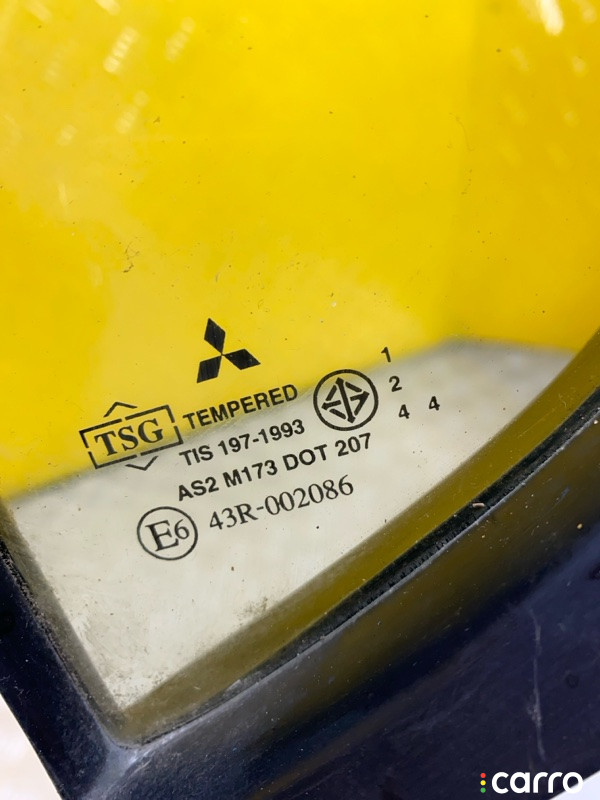 TSG TEMPERED
TIS 197-1993
AS2 M173 DOT 207
E6 43R-002086
1
2
4 4
carro